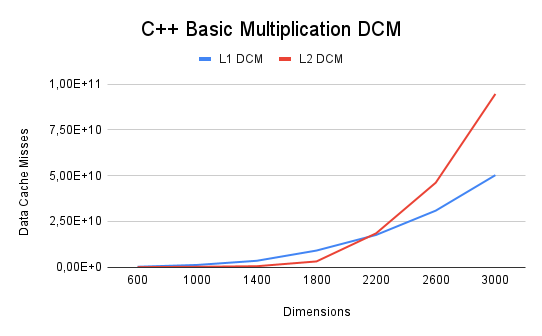 C++ Basic Multiplication DCM
L1 DCM L2 DCM
1,00E+11
7,50E+10
5,00E+10
2,50E+10
0,00E+0
Data Cache Misses
600 1000 1400 1800 2200 2600 3000
Dimensions